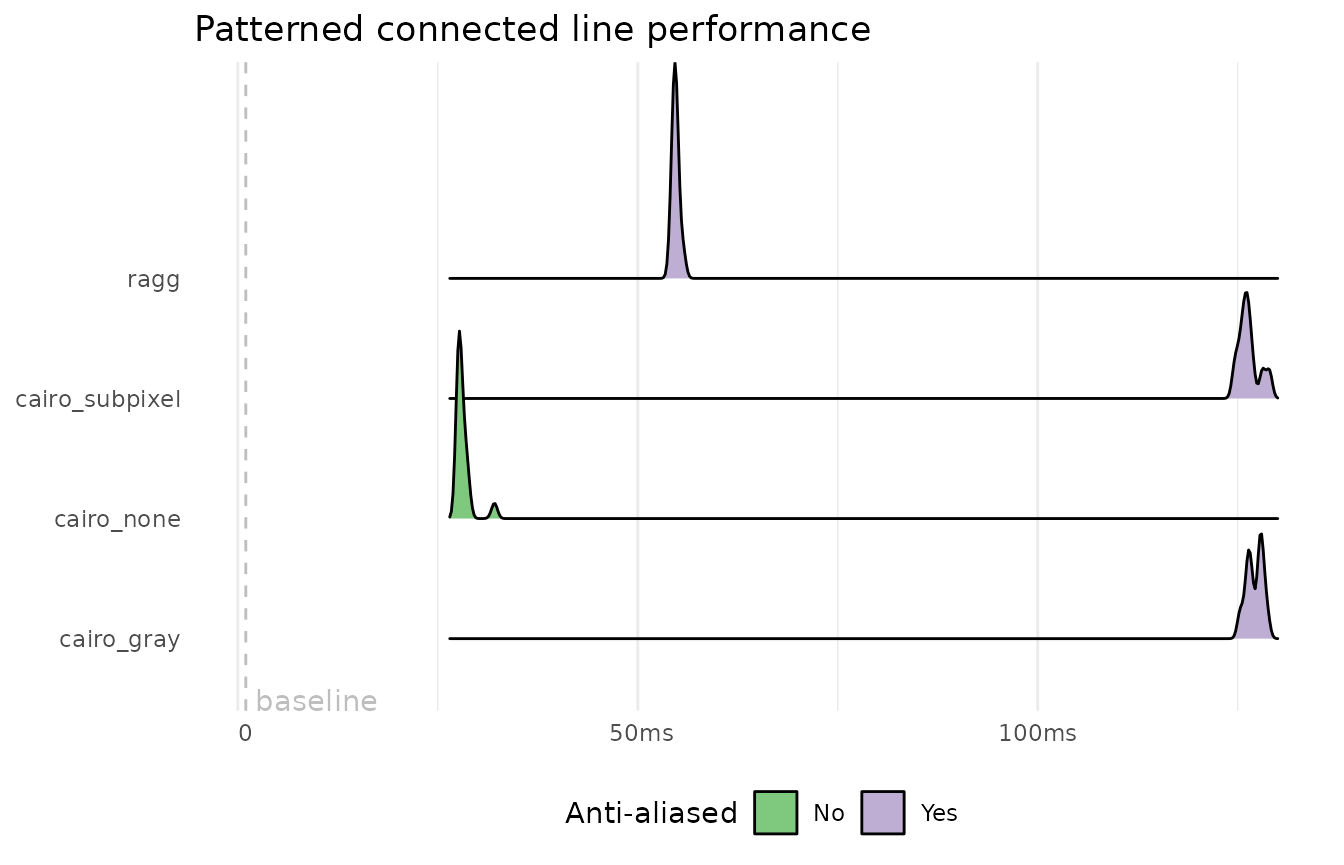 Patterned connected line performance
ragg
cairo_subpixel
cairo_none
cairo_gray
baseline
0 50ms 100ms
Anti-aliased No Yes